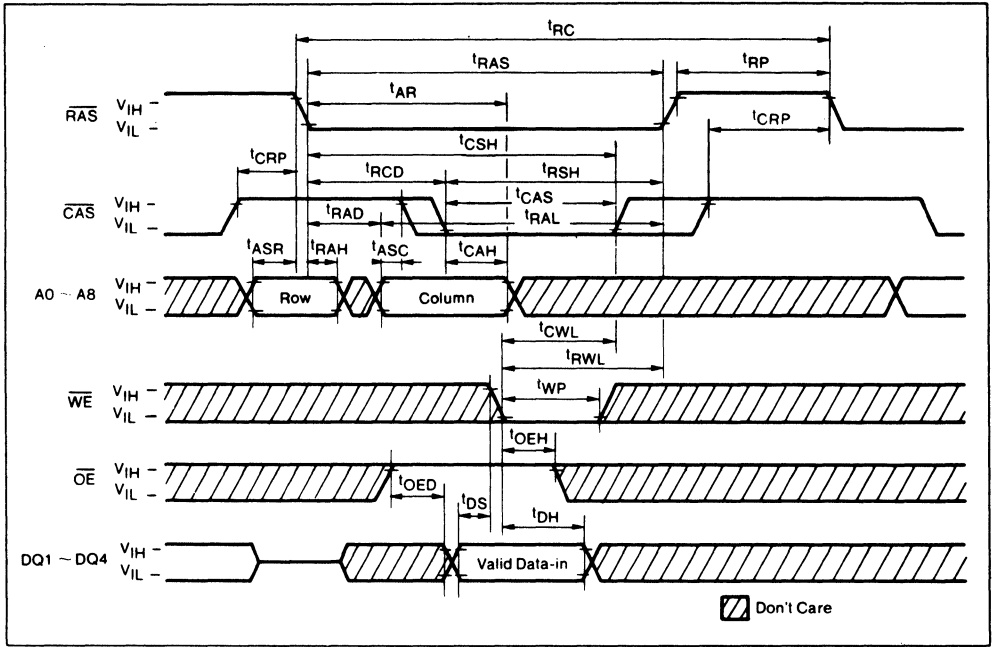 tRC
tRAS
tRP
tAR
RAS
VIH
VIL
tCRP
tCSH
tCRP
tRCD
tRSH
CAS
VIH
VIL
tCAS
tRAD
tRAL
tASR
tRAH
tASC
tCAH
A0 ~ A8
VIH
VIL
Row
Column
tCWL
tRWL
WE
VIH
VIL
tWP
tOEH
OE
VIH
VIL
tOED
tDS
tDH
DQ1 ~ DQ4
VIH
VIL
Valid Data-in
Don't Care